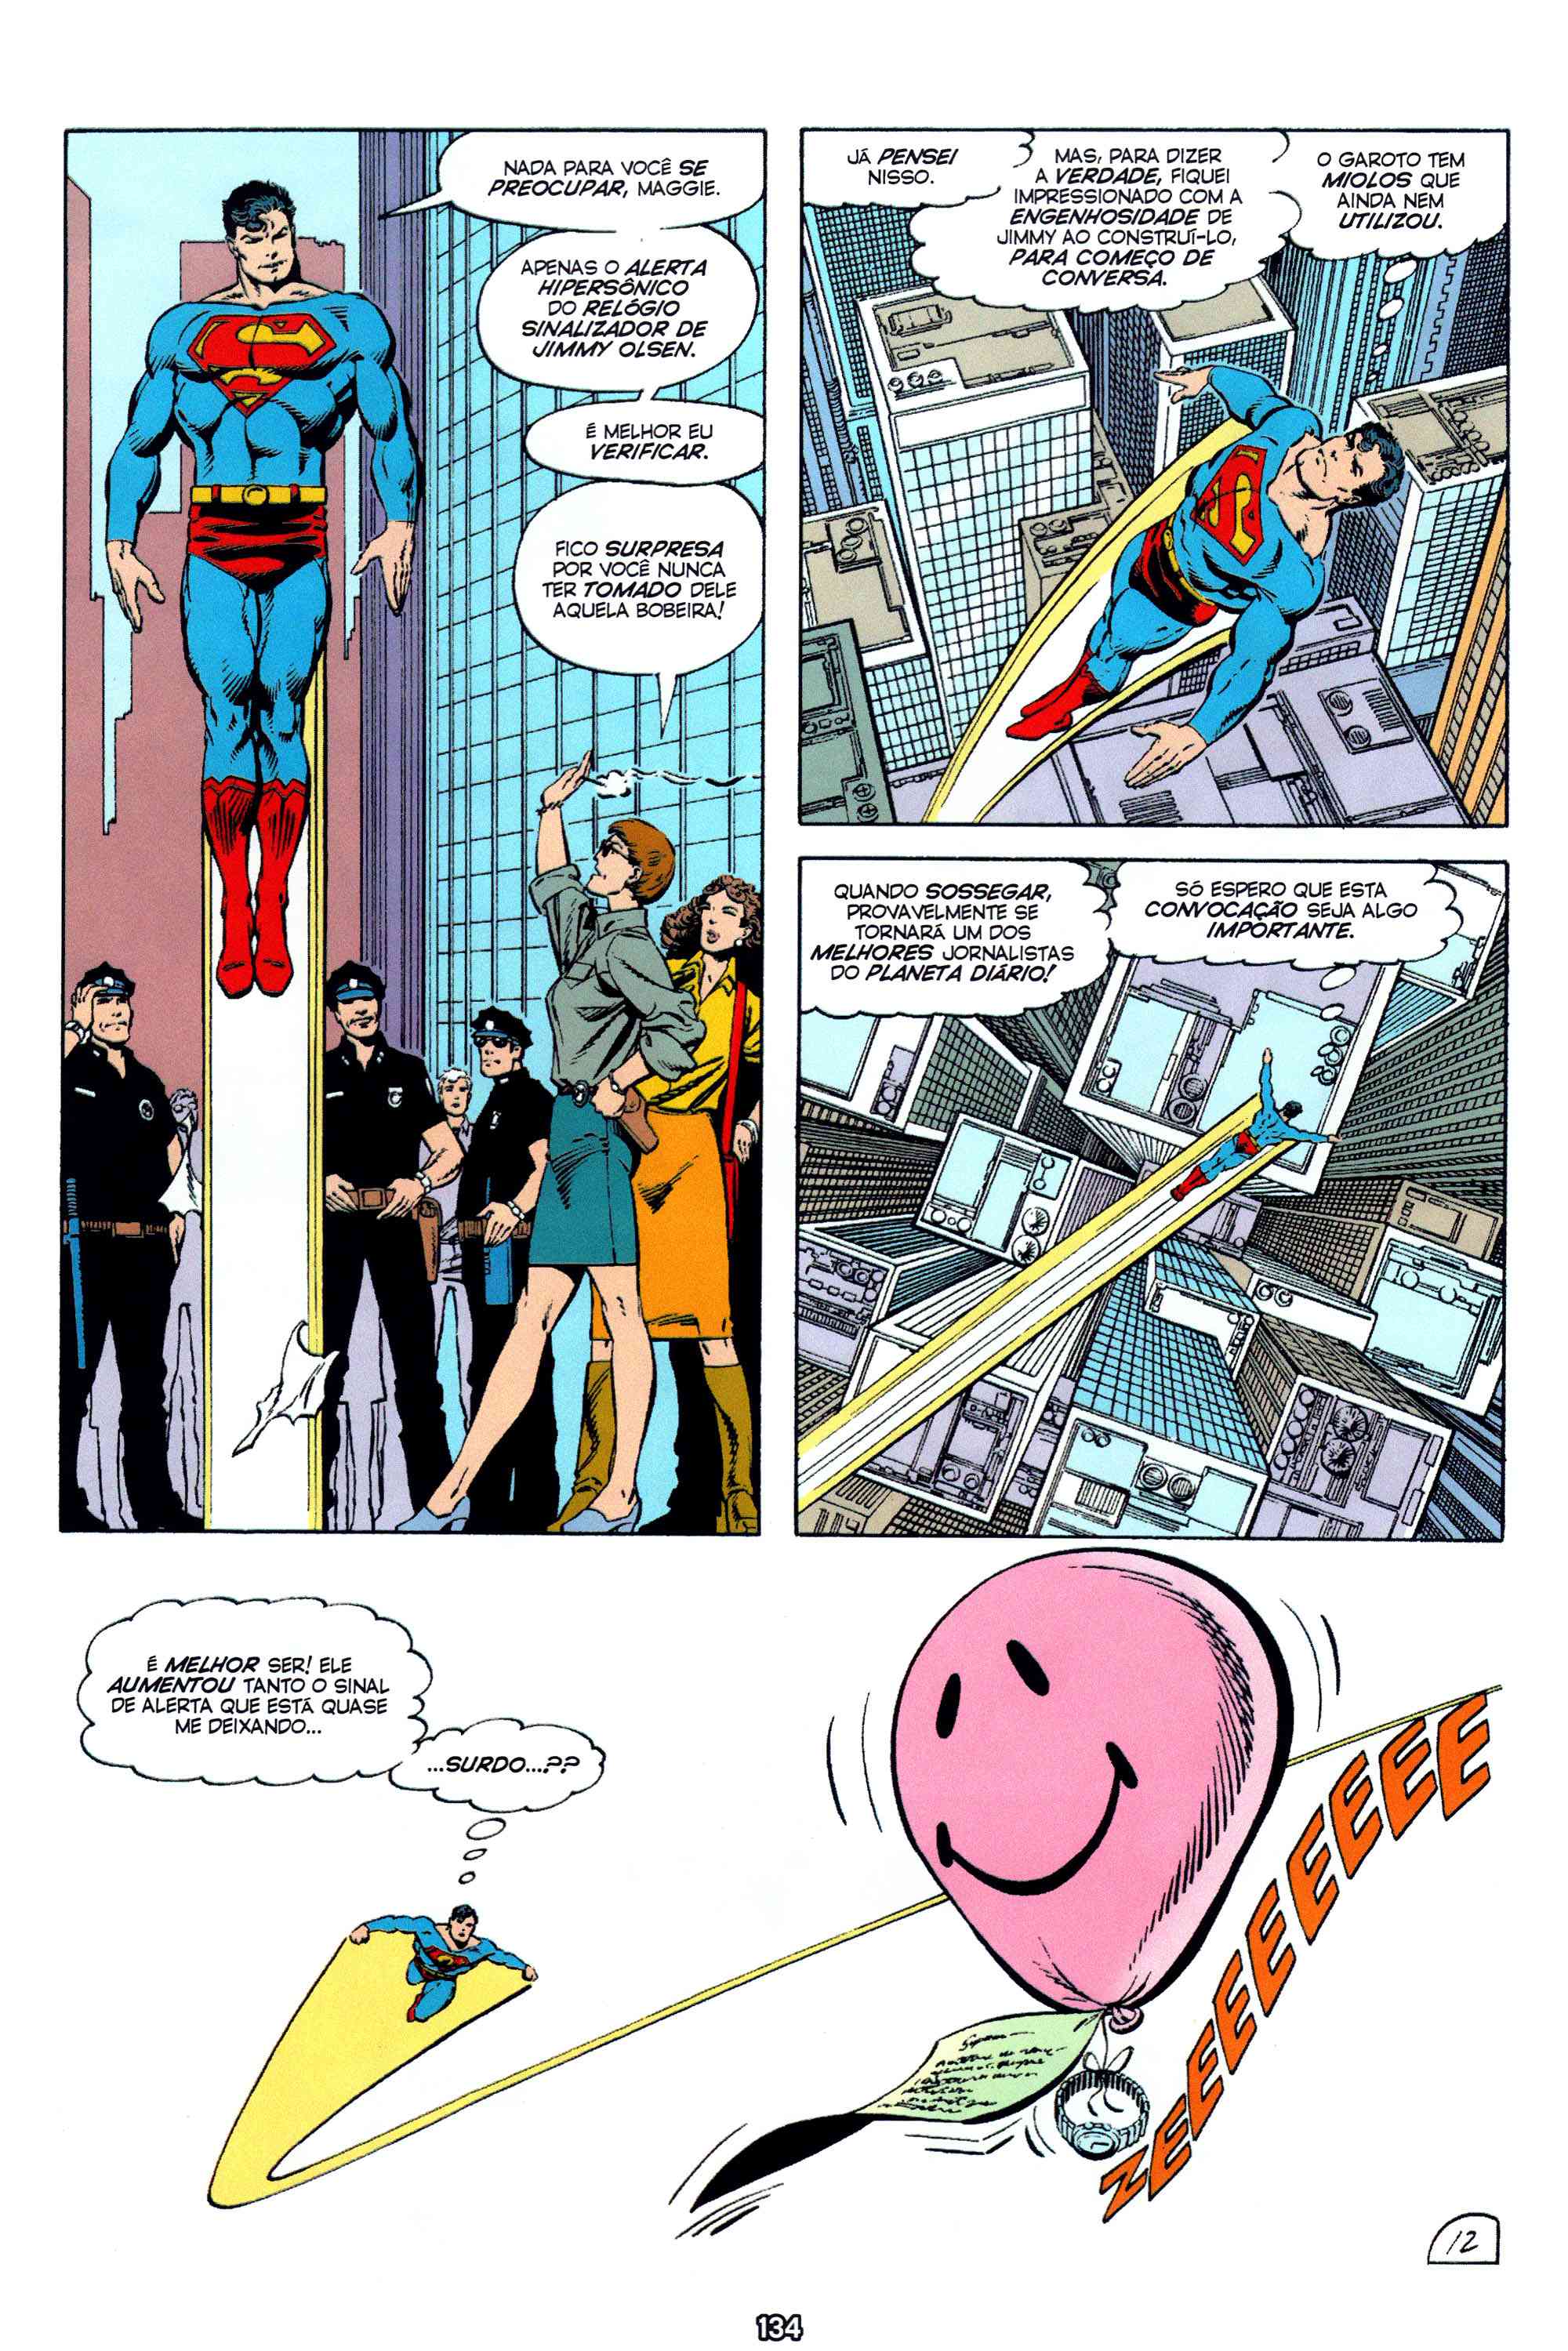 NADA PARA VOCÊ SE
PREOCUPAR, MAGGIE.
APENAS O ALERTA
HIPERSÔNICO
DO RELÓGIO
SINALIZADOR DE
JIMMY OLSEN.
É MELHOR EU
VERIFICAR.
FICO SURPRESA
POR VOCÊ NUNCA
TER TOMADO DELE
AQUELA BOBEIRA!
JÁ PENSEI
NISSO.
MAS, PARA DIZER
A VERDADE, FIQUEI
IMPRESSIONADO COM A
ENGENHOSIDADE DE
JIMMY AO CONSTRUÍ-LO,
PARA COMEÇO DE
CONVERSA.
O GAROTO TEM
MIOLOS QUE
AINDA NEM
UTILIZOU.
QUANDO SOSSEGAR,
PROVAVELMENTE SE
TORNARÁ UM DOS
MELHORES JORNALISTAS
DO PLANETA DIÁRIO!
SÓ ESPERO QUE ESTA
CONVOCAÇÃO SEJA ALGO
IMPORTANTE.
É MELHOR SER! ELE
AUMENTOU TANTO O SINAL
DE ALERTA QUE ESTÁ QUASE
ME DEIXANDO...
...SURDO...??
ZEEEEEEEEEEE
12
134